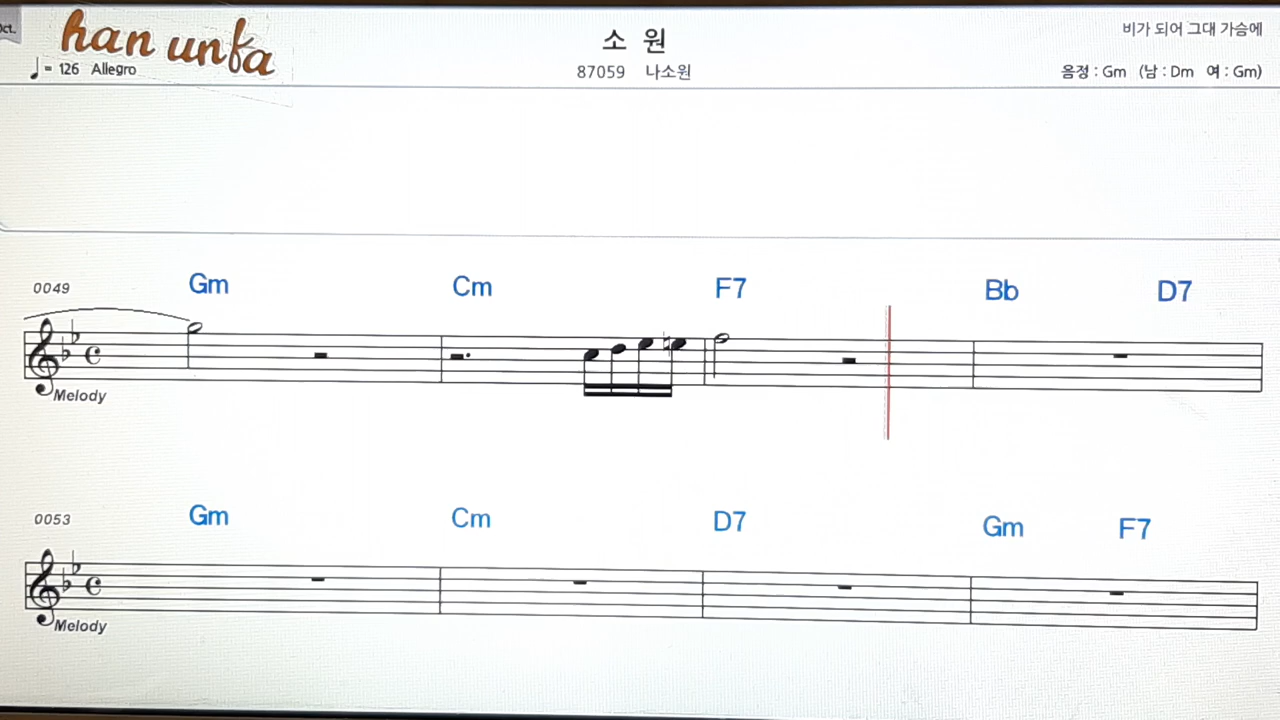 Oct.
han unfa
= 126 Allegro
소 원
87059 나소원
비가 되어 그대 가슴에
음정 : Gm (남 : Dm 여 : Gm)
0049
Gm Cm F7 Bb D7
Melody
0053
Gm Cm D7 Gm F7
Melody